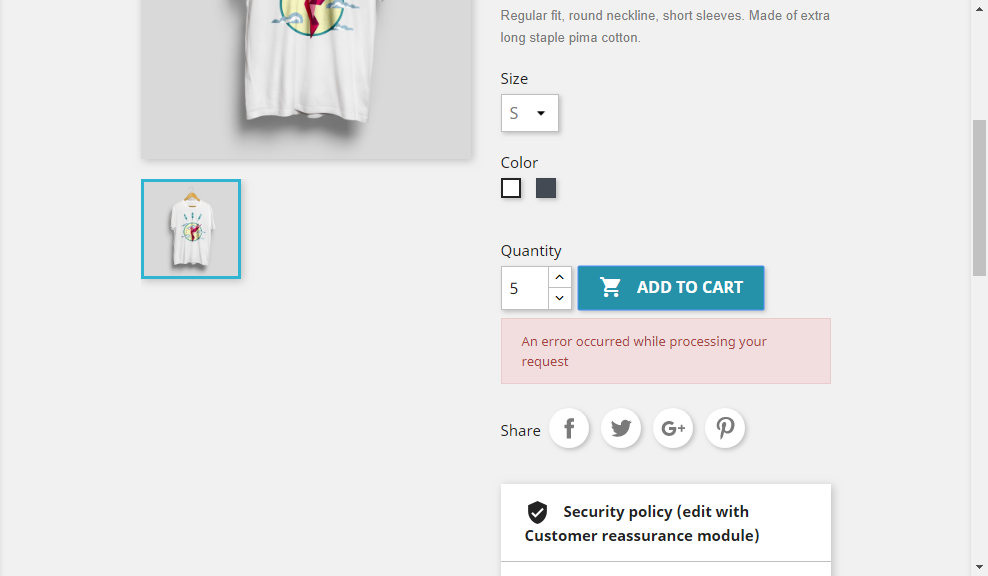 Regular fit, round neckline, short sleeves. Made of extra
long staple pima cotton.
Size
S
Color
Quantity
5
ADD TO CART
An error occurred while processing your
request
Share
G+
Security policy (edit with
Customer reassurance module)